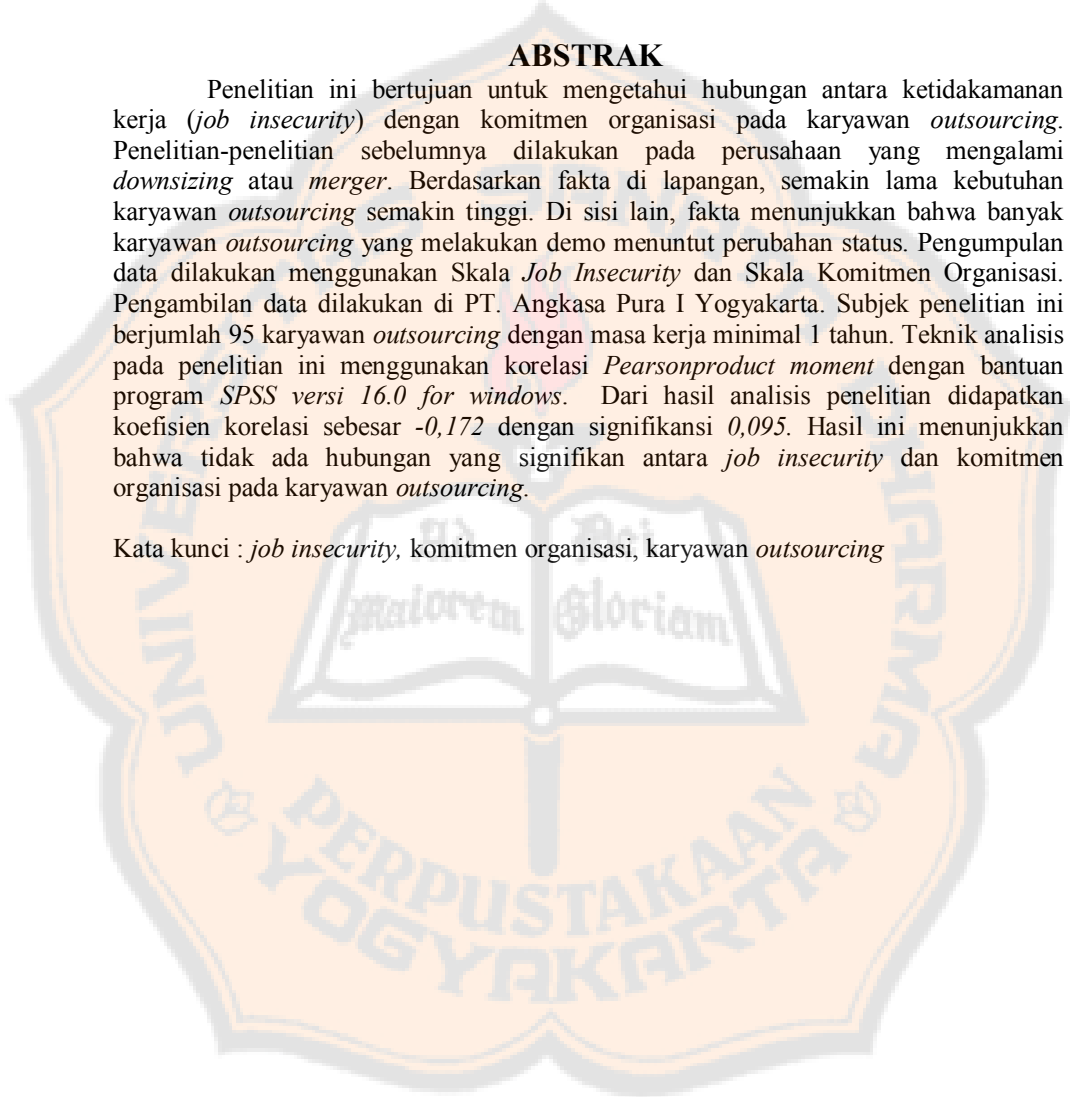 ABSTRAK
Penelitian ini bertujuan untuk mengetahui hubungan antara ketidakamanan
kerja (job insecurity) dengan komitmen organisasi pada karyawan outsourcing.
Penelitian-penelitian sebelumnya dilakukan pada perusahaan yang mengalami
downsizing atau merger. Berdasarkan fakta di lapangan, semakin lama kebutuhan
karyawan outsourcing semakin tinggi. Di sisi lain, fakta menunjukkan bahwa banyak
karyawan outsourcing yang melakukan demo menuntut perubahan status. Pengumpulan
data dilakukan menggunakan Skala Job Insecurity dan Skala Komitmen Organisasi.
Pengambilan data dilakukan di PT. Angkasa Pura I Yogyakarta. Subjek penelitian ini
berjumlah 95 karyawan outsourcing dengan masa kerja minimal 1 tahun. Teknik analisis
pada penelitian ini menggunakan korelasi Pearsonproduct moment dengan bantuan
program SPSS versi 16.0 for windows. Dari hasil analisis penelitian didapatkan
koefisien korelasi sebesar -0,172 dengan signifikansi 0,095. Hasil ini menunjukkan
bahwa tidak ada hubungan yang signifikan antara job insecurity dan komitmen
organisasi pada karyawan outsourcing.
Kata kunci : job insecurity, komitmen organisasi, karyawan outsourcing
UNIVERSITAS SANATA DHARMA
Ad Dei
Maiorem Gloriam
PERPUSTAKAAN
YOGYAKARTA